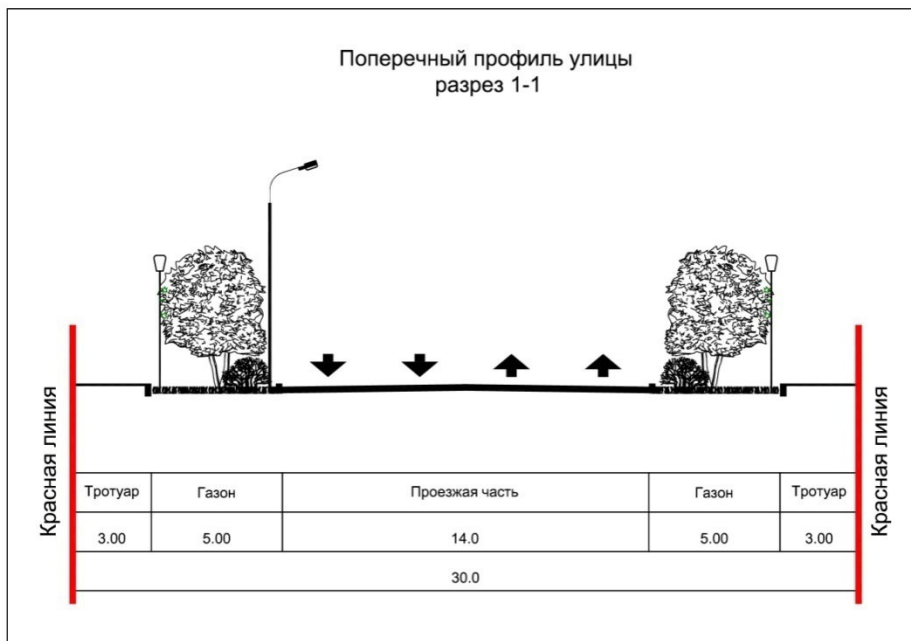 Поперечный профиль улицы
разрез 1-1
Красная линия
Красная линия
Тротуар Газон Проезжая часть Газон Тротуар
3.00 5.00 14.0 5.00 3.00
30.0